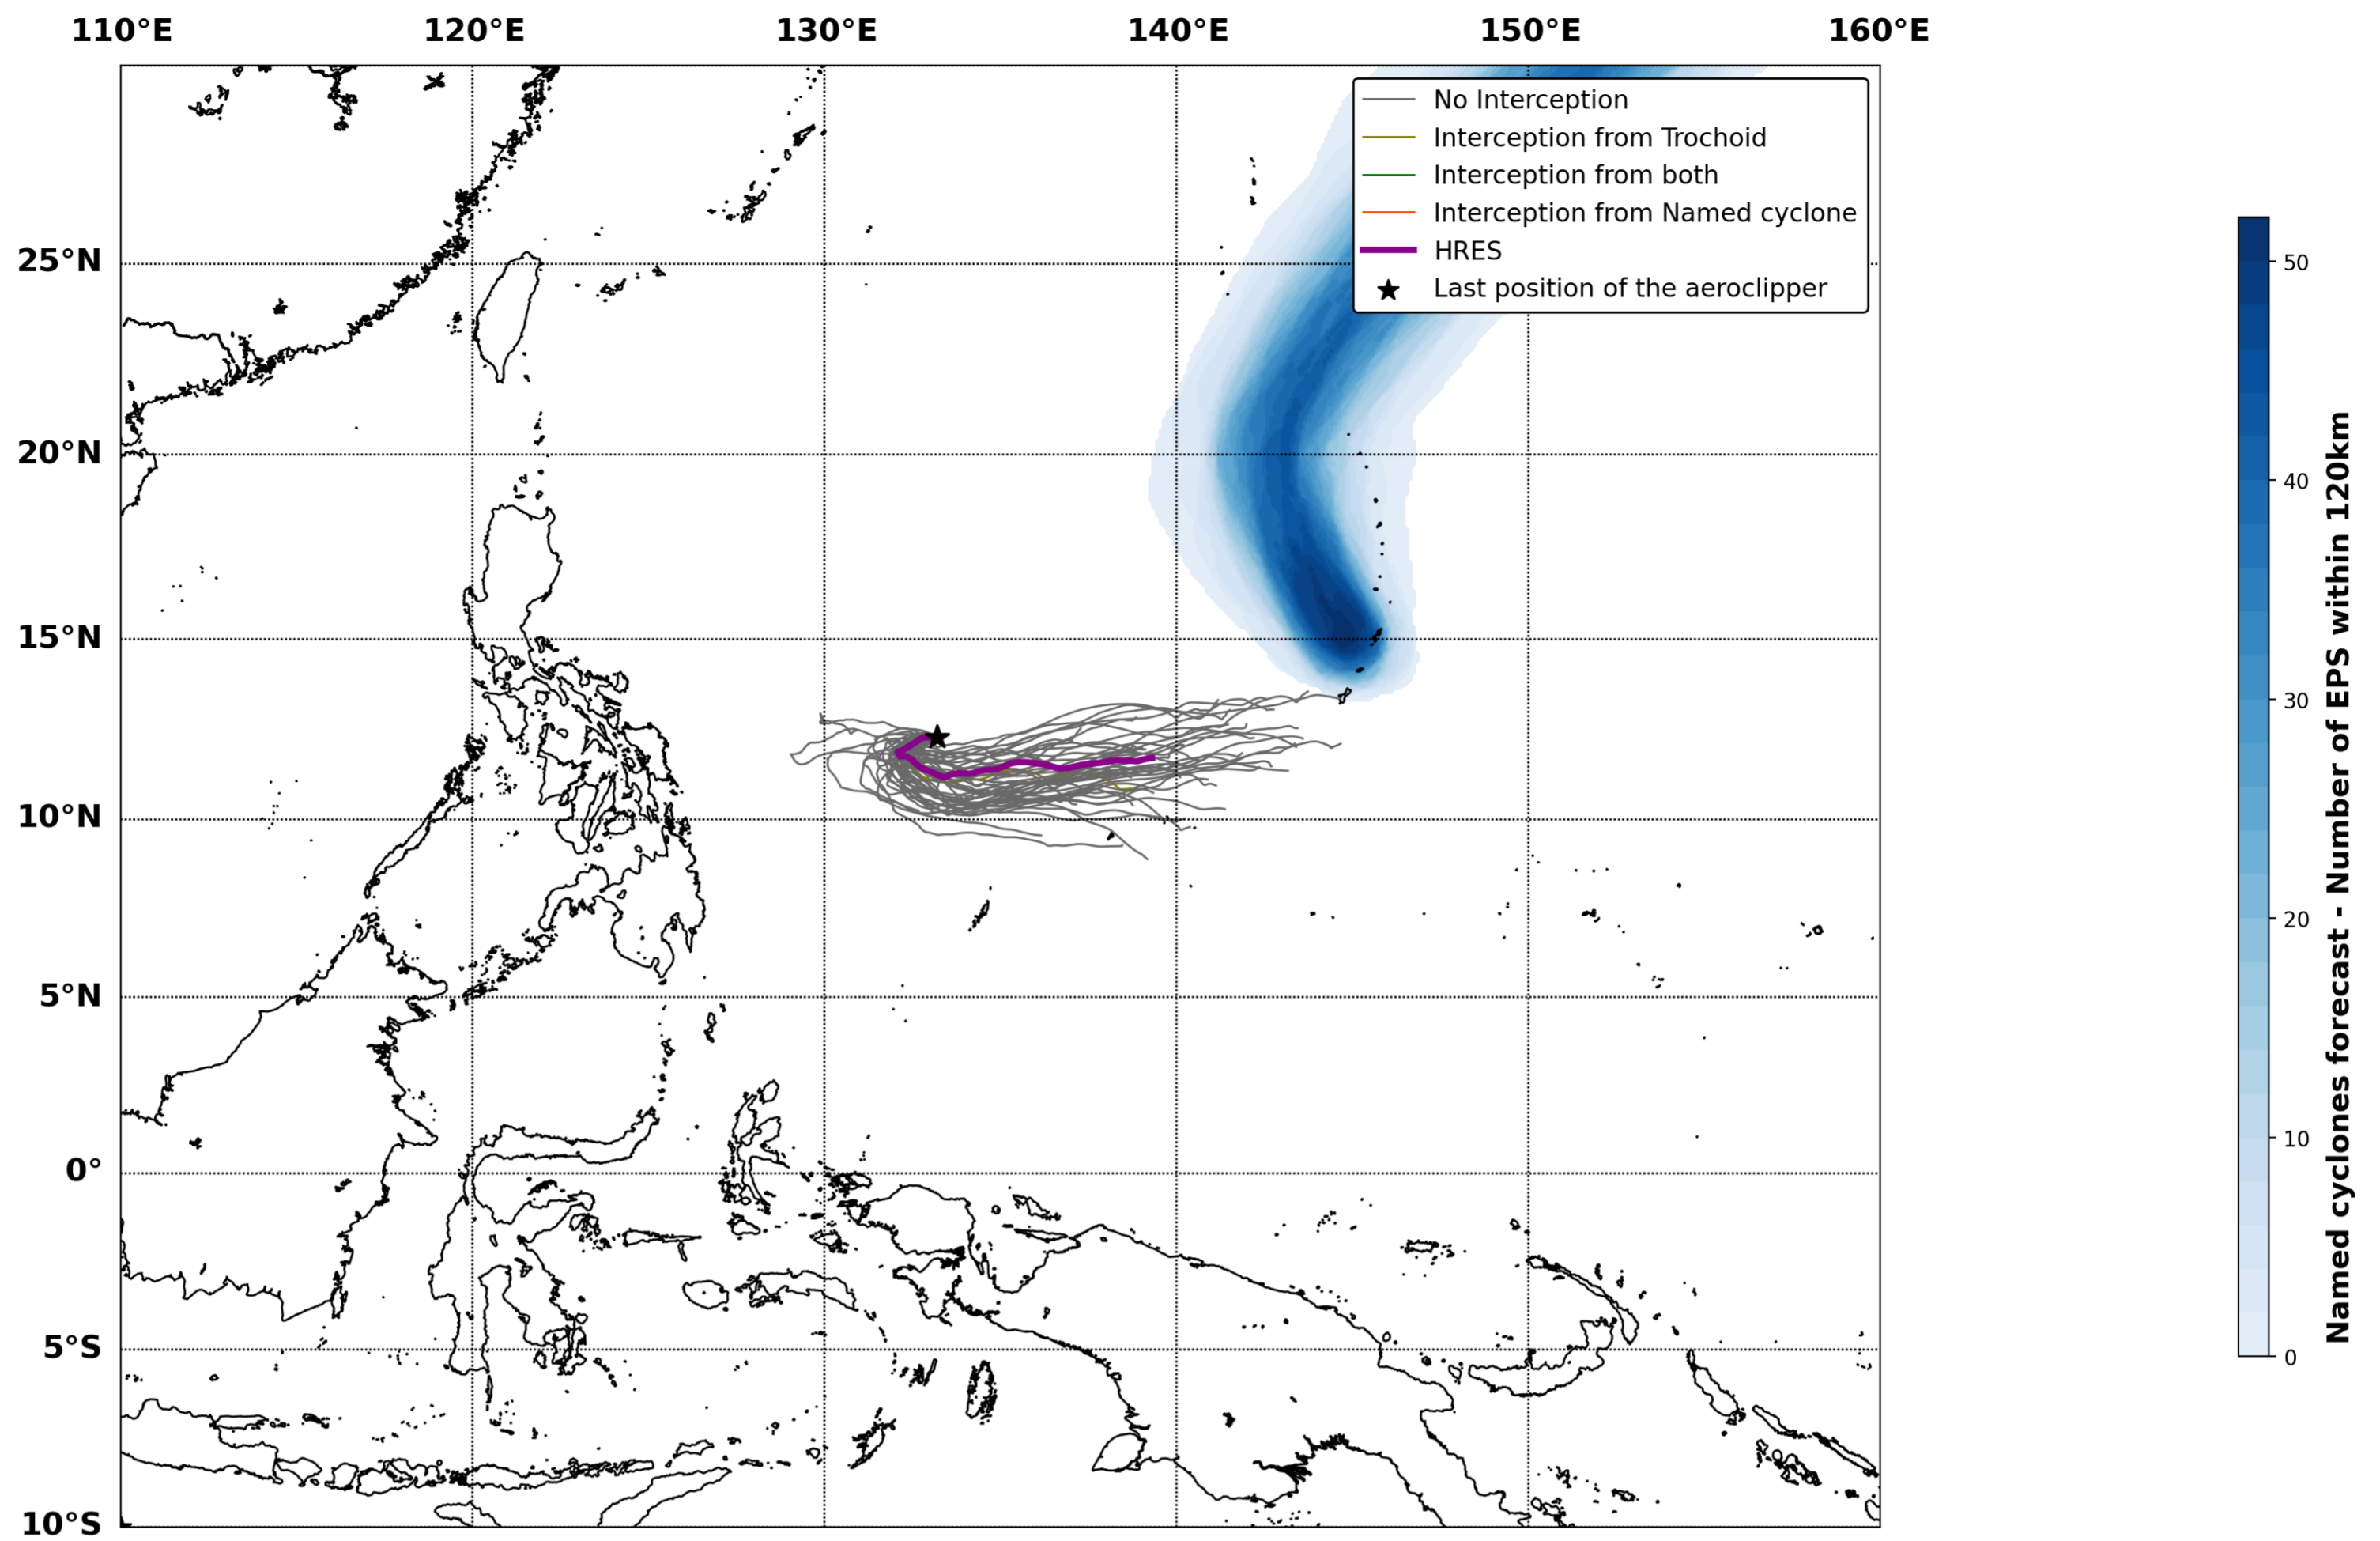 110°E 120°E 130°E 140°E 150°E 160°E
No Interception
Interception from Trochoid
Interception from both
Interception from Named cyclone
HRES
Last position of the aeroclipper
25°N
20°N
15°N
10°N
5°N
0°
5°S
10°S
50
40
30
20
10
0
Named cyclones forecast - Number of EPS within 120km